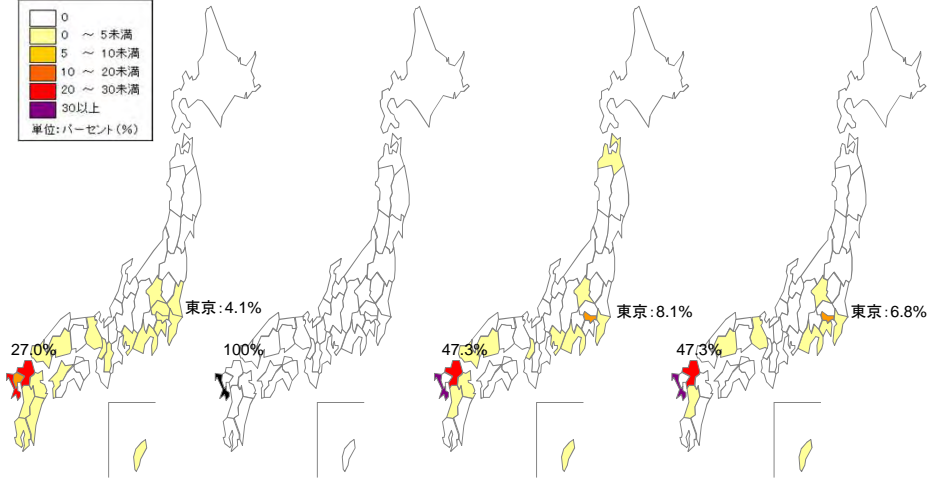 0
0 ～ 5未満
5 ～ 10未満
10 ～ 20未満
20 ～ 30未満
30以上
単位:パーセント(%)
東京:4.1%
27.0%
100%
東京:8.1%
47.3%
東京:6.8%
47.3%